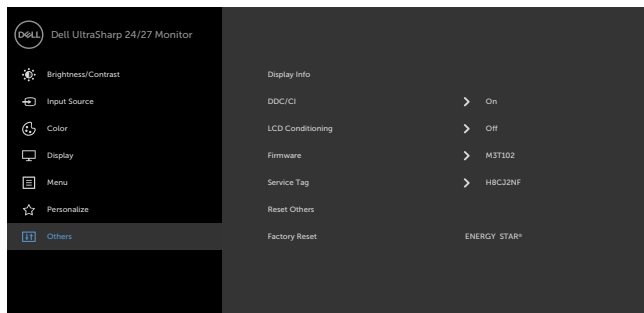 DELL Dell UltraSharp 24/27 Monitor
Brightness/Contrast Display Info
Input Source DDC/CI On
Color LCD Conditioning Off
Display Firmware M3T102
Menu Service Tag H8CJ2NF
Personalize Reset Others
Others Factory Reset ENERGY STAR®